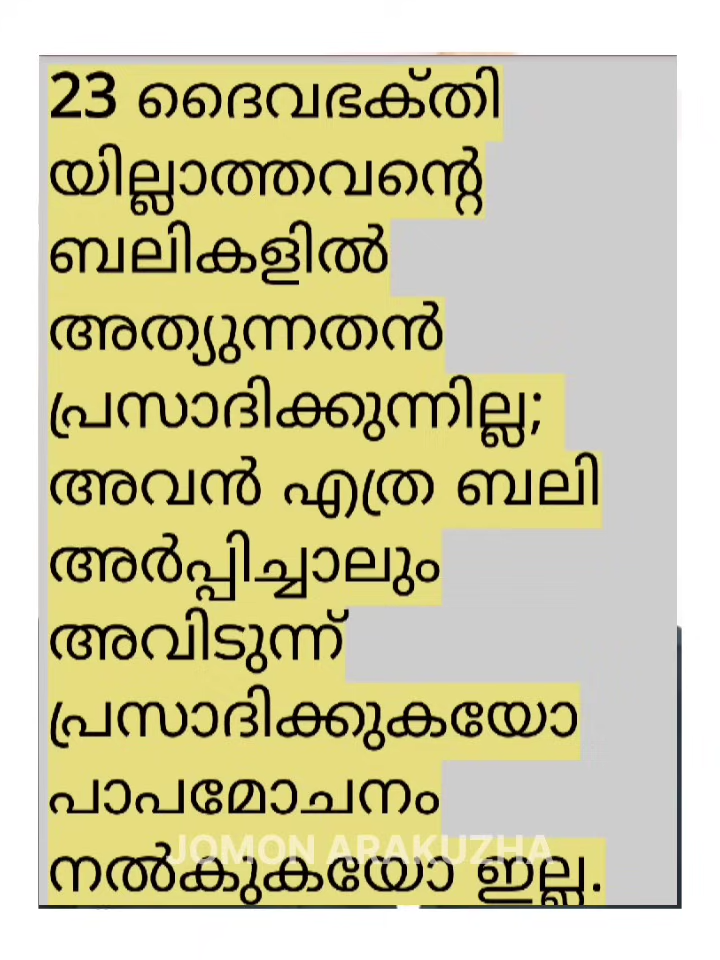 23 ദൈവഭക്തി
യില്ലാത്തവന്റെ
ബലികളിൽ
അത്യുന്നതൻ
പ്രസാദിക്കുന്നില്ല;
അവൻ എത്ര ബലി
അർപ്പിച്ചാലും
അവിടുന്ന്
പ്രസാദിക്കുകയോ
പാപമോചനം
JOMON ARAKUZHA
നൽകുകയോ ഇല്ല.